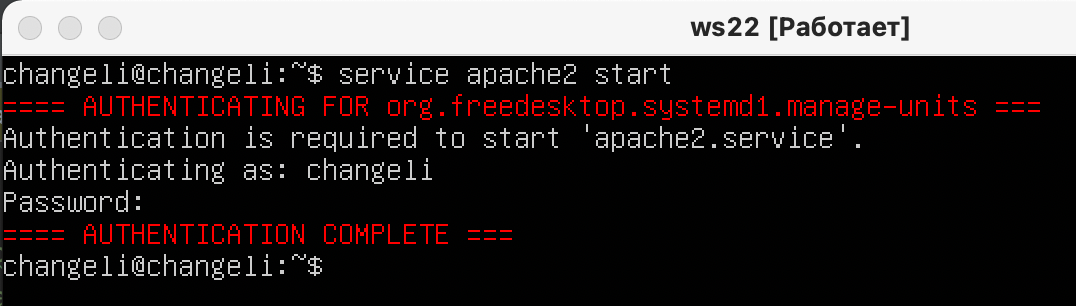 ws22 [Работает]
changeli@changeli:~$ service apache2 start
==== AUTHENTICATING FOR org.freedesktop.systemd1.manage-units ===
Authentication is required to start 'apache2.service'.
Authenticating as: changeli
Password:
==== AUTHENTICATION COMPLETE ===
changeli@changeli:~$